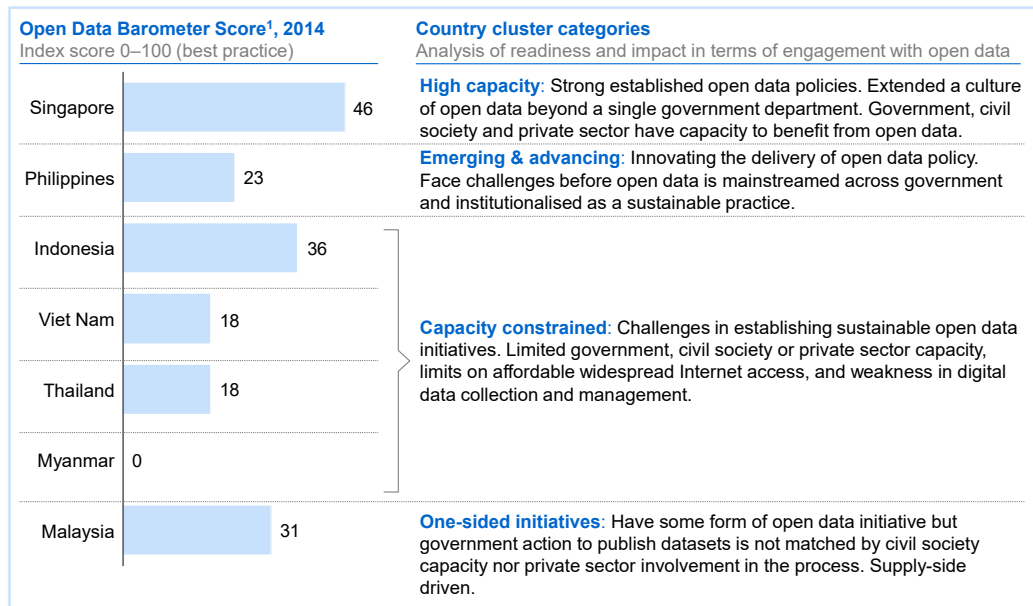 Open Data Barometer Score¹, 2014
Index score 0–100 (best practice)
Country cluster categories
Analysis of readiness and impact in terms of engagement with open data
Singapore
46
High capacity: Strong established open data policies. Extended a culture
of open data beyond a single government department. Government, civil
society and private sector have capacity to benefit from open data.
Philippines
23
Emerging & advancing: Innovating the delivery of open data policy.
Face challenges before open data is mainstreamed across government
and institutionalised as a sustainable practice.
Indonesia
36
Viet Nam
18
Thailand
18
Myanmar
0
Capacity constrained: Challenges in establishing sustainable open data
initiatives. Limited government, civil society or private sector capacity,
limits on affordable widespread Internet access, and weakness in digital
data collection and management.
Malaysia
31
One-sided initiatives: Have some form of open data initiative but
government action to publish datasets is not matched by civil society
capacity nor private sector involvement in the process. Supply-side
driven.